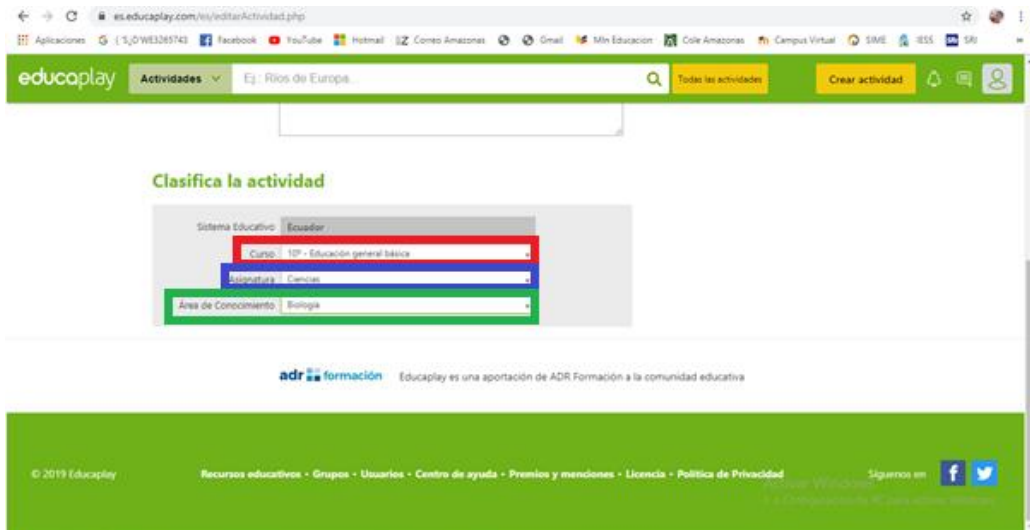 es.educaplay.com/es/editarActividad.php
Aplicaciones Facebook YouTube Hotmail Correo Amazonas Gmail Min Educacion Cole Amazonas Campus Virtual SIME IESS SRI
educaplay Actividades Ej.: Ríos de Europa... Todas las actividades Crear actividad
Clasifica la actividad
Sistema Educativo Ecuador
Curso 10º - Educación general básica
Asignatura Ciencias
Área de Conocimiento Biología
adr formación Educaplay es una aportación de ADR Formación a la comunidad educativa
© 2019 Educaplay Recursos educativos • Grupos • Usuarios • Centro de ayuda • Premios y menciones • Licencia • Política de Privacidad Síguenos en